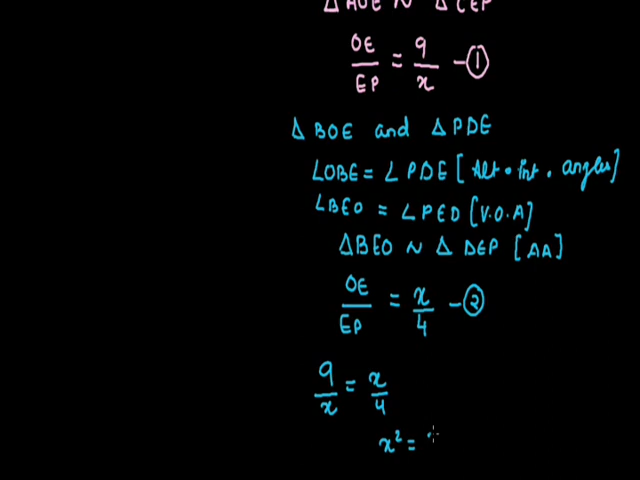 Δ AOE ~ Δ CEP
OE/EP = 9/x —①
Δ BOE and Δ PDE
∠OBE = ∠PDE [Alt. int. angles]
∠BEO = ∠PED [V.O.A]
ΔBEO ~ Δ DEP [AA]
OE/EP = x/4 —②
9/x = x/4
x² =